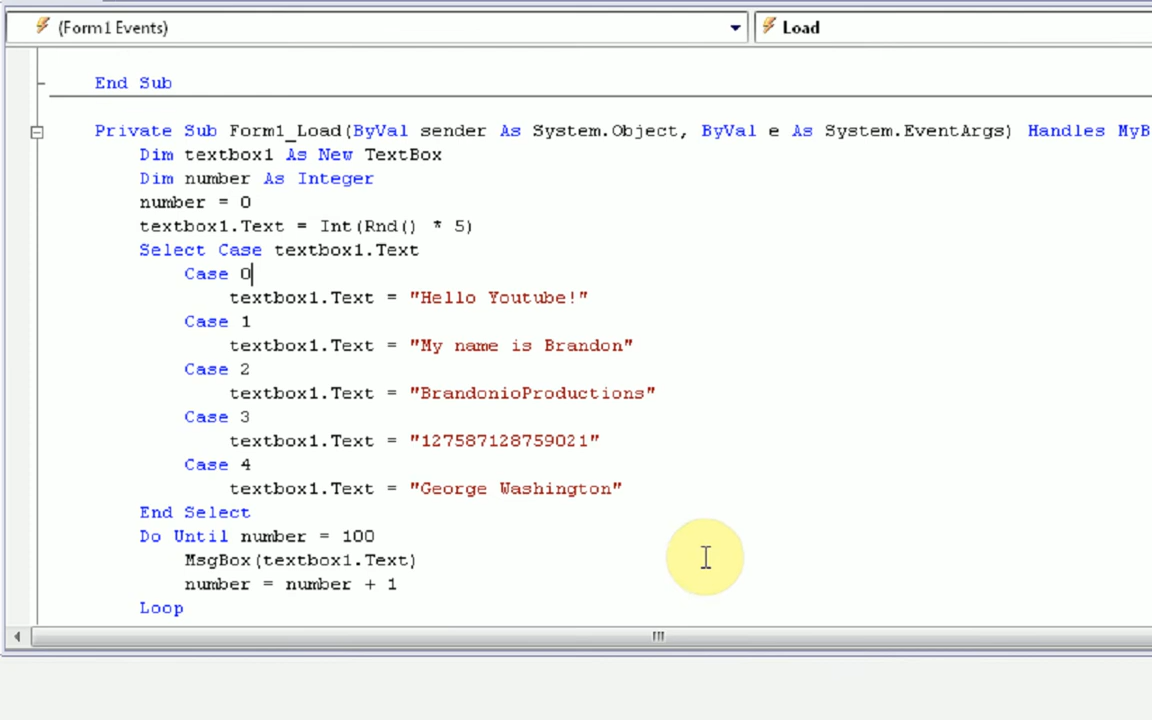 (Form1 Events) Load
End Sub
Private Sub Form1_Load(ByVal sender As System.Object, ByVal e As System.EventArgs) Handles MyB
Dim textbox1 As New TextBox
Dim number As Integer
number = 0
textbox1.Text = Int(Rnd() * 5)
Select Case textbox1.Text
Case 0
textbox1.Text = "Hello Youtube!"
Case 1
textbox1.Text = "My name is Brandon"
Case 2
textbox1.Text = "BrandonioProductions"
Case 3
textbox1.Text = "127587128759021"
Case 4
textbox1.Text = "George Washington"
End Select
Do Until number = 100
MsgBox(textbox1.Text)
number = number + 1
Loop